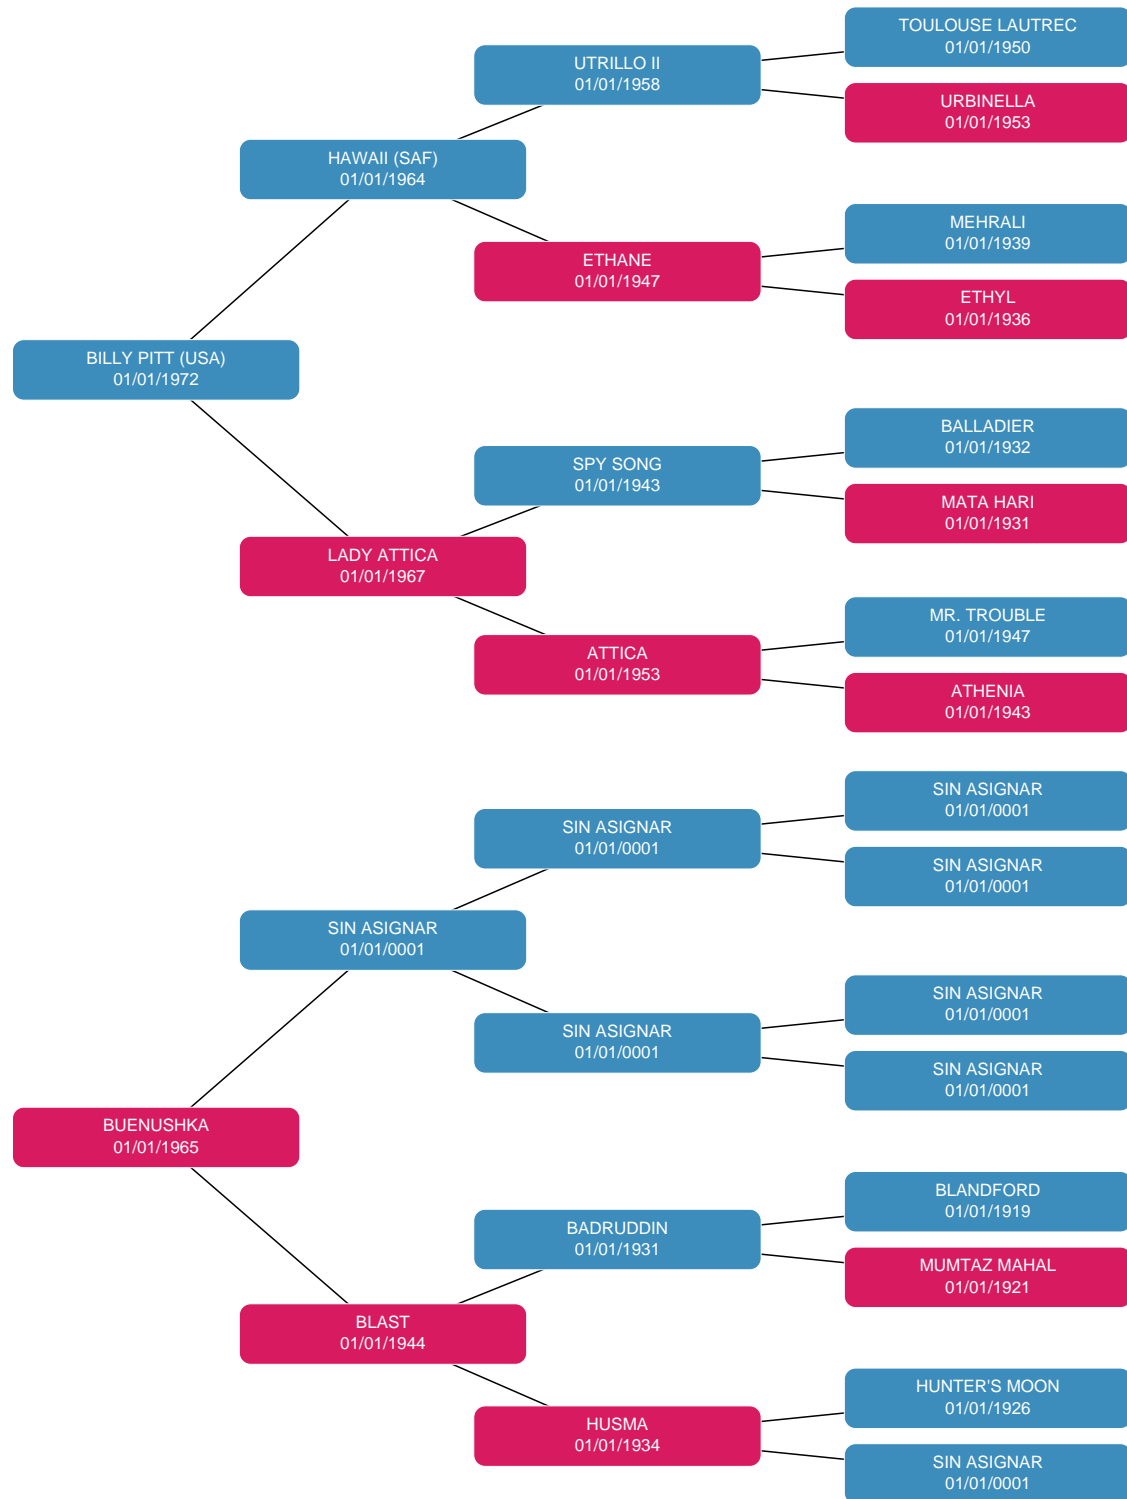 TOULOUSE LAUTREC
01/01/1950
UTRILLO II
01/01/1958
URBINELLA
01/01/1953
HAWAII (SAF)
01/01/1964
MEHRALI
01/01/1939
ETHANE
01/01/1947
ETHYL
01/01/1936
BILLY PITT (USA)
01/01/1972
BALLADIER
01/01/1932
SPY SONG
01/01/1943
MATA HARI
01/01/1931
LADY ATTICA
01/01/1967
MR. TROUBLE
01/01/1947
ATTICA
01/01/1953
ATHENIA
01/01/1943
SIN ASIGNAR
01/01/0001
SIN ASIGNAR
01/01/0001
SIN ASIGNAR
01/01/0001
SIN ASIGNAR
01/01/0001
SIN ASIGNAR
01/01/0001
SIN ASIGNAR
01/01/0001
SIN ASIGNAR
01/01/0001
BUENUSHKA
01/01/1965
BLANDFORD
01/01/1919
BADRUDDIN
01/01/1931
MUMTAZ MAHAL
01/01/1921
BLAST
01/01/1944
HUNTER'S MOON
01/01/1926
HUSMA
01/01/1934
SIN ASIGNAR
01/01/0001